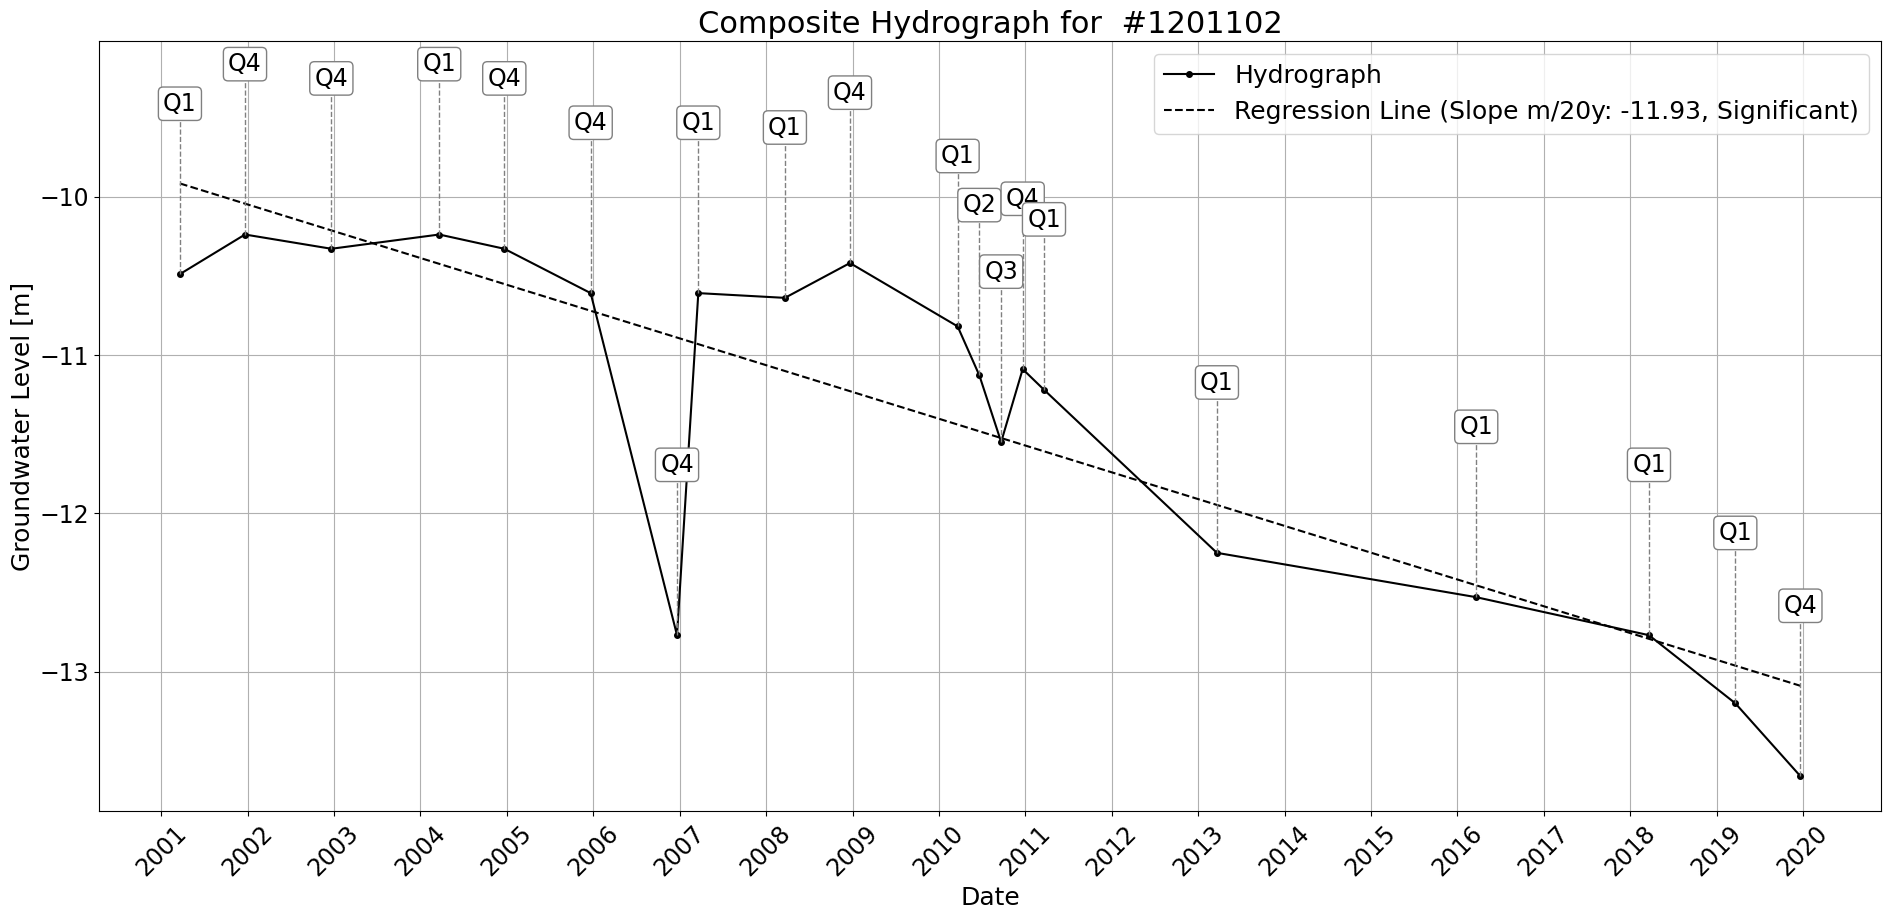 Composite Hydrograph for #1201102
Hydrograph
Regression Line (Slope m/20y: -11.93, Significant)
Q1
Q4
Q4
Q1
Q4
Q4
Q4
Q1
Q1
Q4
Q1
Q2
Q3
Q4
Q1
Q1
Q1
Q1
Q1
Q4
Groundwater Level [m]
−10
−11
−12
−13
2001
2002
2003
2004
2005
2006
2007
2008
2009
2010
2011
2012
2013
2014
2015
2016
2017
2018
2019
2020
Date